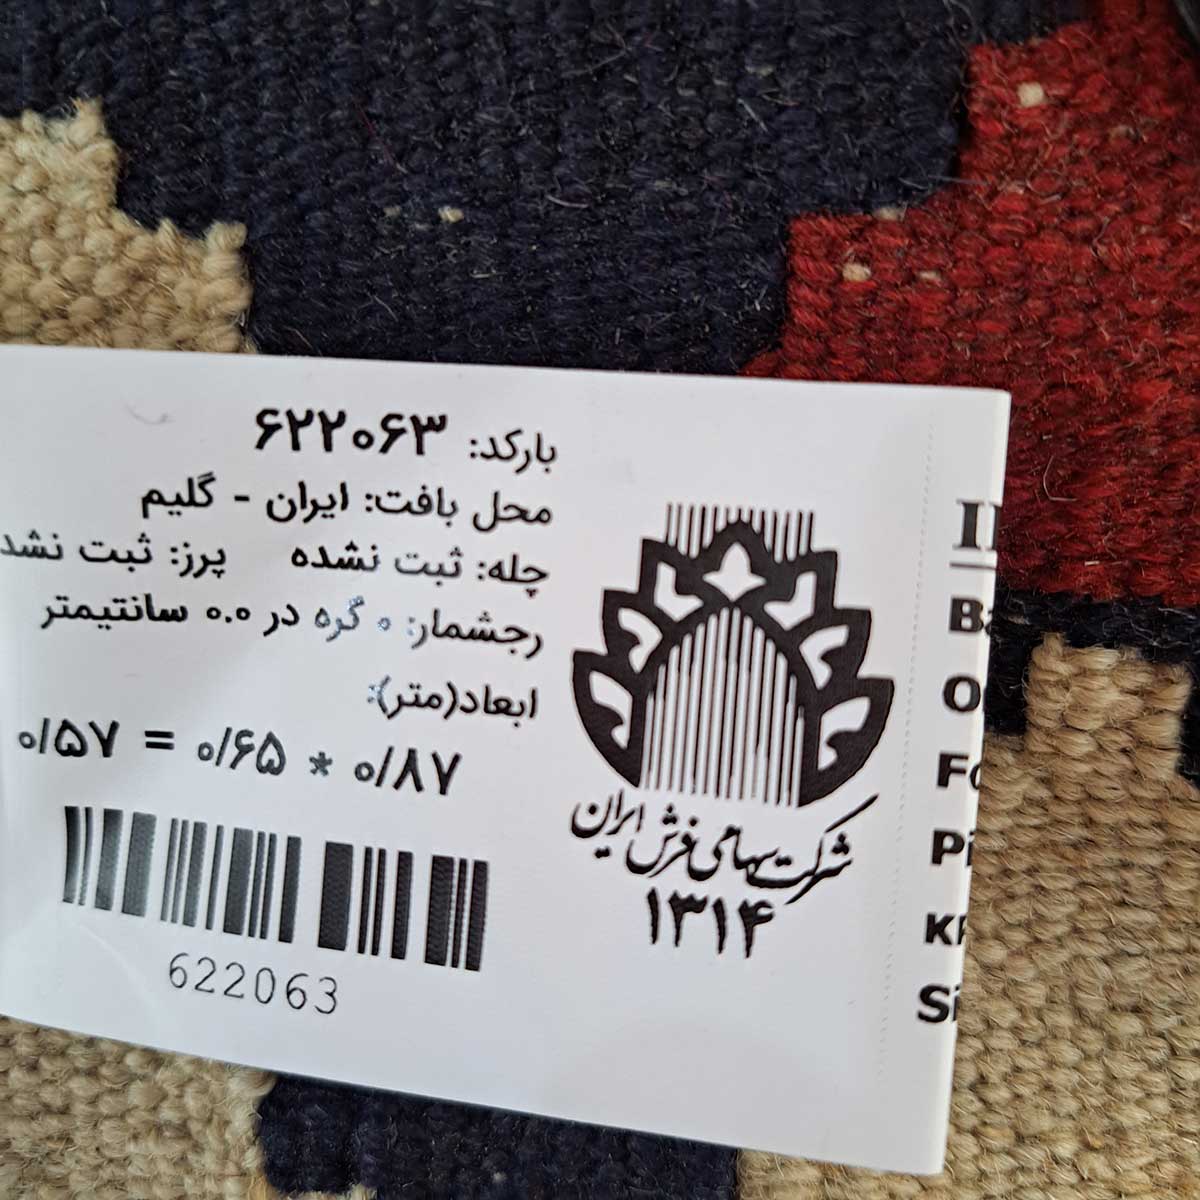 بارکد: ۶۲۲۰۶۳
محل بافت: ایران - گلیم
چله: ثبت نشده پرز: ثبت نشد
رجشمار: ۰ گره در ۰.۰ سانتیمتر
ابعاد(متر):
۰/۸۷ * ۰/۶۵ = ۰/۵۷
622063
شرکت سهامی فرش ایران
۱۳۱۴